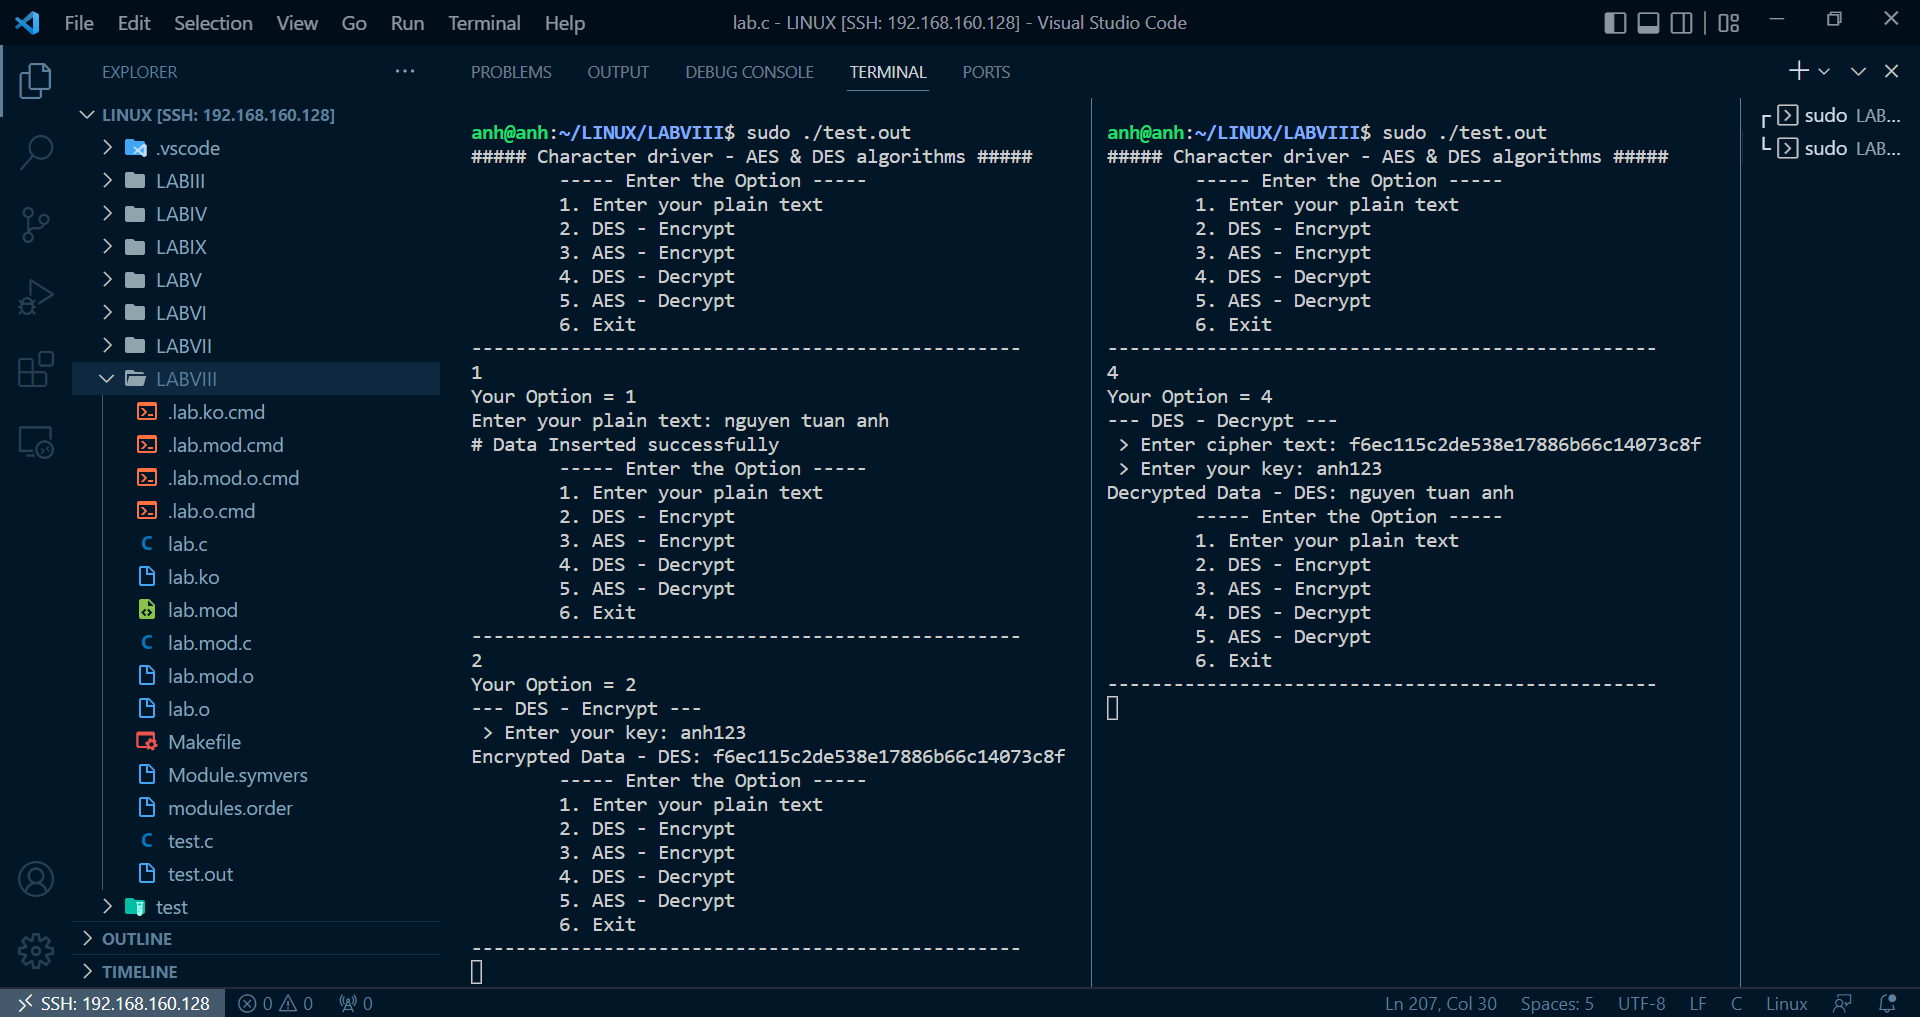 File Edit Selection View Go Run Terminal Help
lab.c - LINUX [SSH: 192.168.160.128] - Visual Studio Code
EXPLORER
LINUX [SSH: 192.168.160.128]
.vscode
LABIII
LABIV
LABIX
LABV
LABVI
LABVII
LABVIII
.lab.ko.cmd
.lab.mod.cmd
.lab.mod.o.cmd
.lab.o.cmd
C lab.c
lab.ko
lab.mod
C lab.mod.c
lab.mod.o
lab.o
Makefile
Module.symvers
modules.order
C test.c
test.out
test
OUTLINE
TIMELINE
PROBLEMS OUTPUT DEBUG CONSOLE TERMINAL PORTS
anh@anh:~/LINUX/LABVIII$ sudo ./test.out
##### Character driver - AES & DES algorithms #####
----- Enter the Option -----
1. Enter your plain text
2. DES - Encrypt
3. AES - Encrypt
4. DES - Decrypt
5. AES - Decrypt
6. Exit
--------------------------------------------------
1
Your Option = 1
Enter your plain text: nguyen tuan anh
# Data Inserted successfully
----- Enter the Option -----
1. Enter your plain text
2. DES - Encrypt
3. AES - Encrypt
4. DES - Decrypt
5. AES - Decrypt
6. Exit
--------------------------------------------------
2
Your Option = 2
--- DES - Encrypt ---
> Enter your key: anh123
Encrypted Data - DES: f6ec115c2de538e17886b66c14073c8f
----- Enter the Option -----
1. Enter your plain text
2. DES - Encrypt
3. AES - Encrypt
4. DES - Decrypt
5. AES - Decrypt
6. Exit
--------------------------------------------------
anh@anh:~/LINUX/LABVIII$ sudo ./test.out
##### Character driver - AES & DES algorithms #####
----- Enter the Option -----
1. Enter your plain text
2. DES - Encrypt
3. AES - Encrypt
4. DES - Decrypt
5. AES - Decrypt
6. Exit
--------------------------------------------------
4
Your Option = 4
--- DES - Decrypt ---
> Enter cipher text: f6ec115c2de538e17886b66c14073c8f
> Enter your key: anh123
Decrypted Data - DES: nguyen tuan anh
----- Enter the Option -----
1. Enter your plain text
2. DES - Encrypt
3. AES - Encrypt
4. DES - Decrypt
5. AES - Decrypt
6. Exit
--------------------------------------------------
sudo LAB...
sudo LAB...
SSH: 192.168.160.128 0 0 0 Ln 207, Col 30 Spaces: 5 UTF-8 LF C Linux